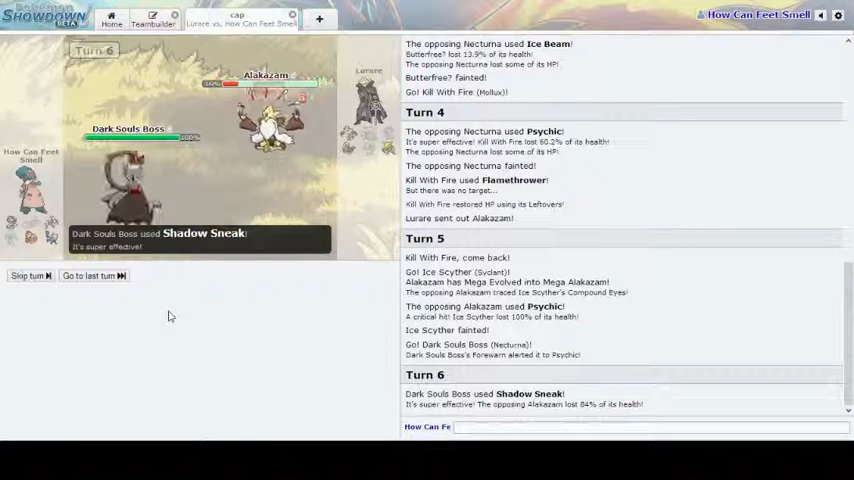 Pokémon
Showdown
BETA
Home
Teambuilder
cap
Lurare vs. How Can Feet Smell
+
How Can Feet Smell
Turn 6
Alakazam
16%
Lurare
Dark Souls Boss
100%
How Can Feet
Smell
Dark Souls Boss used Shadow Sneak!
It's super effective!
Skip turn
Go to last turn
The opposing Necturna used Ice Beam!
Butterfree? lost 13.9% of its health!
The opposing Necturna lost some of its HP!
Butterfree? fainted!
Go! Kill With Fire (Mollux)!
Turn 4
The opposing Necturna used Psychic!
It's super effective! Kill With Fire lost 60.2% of its health!
The opposing Necturna lost some of its HP!
The opposing Necturna fainted!
Kill With Fire used Flamethrower!
But there was no target...
Kill With Fire restored HP using its Leftovers!
Lurare sent out Alakazam!
Turn 5
Kill With Fire, come back!
Go! Ice Scyther (Syclant)!
Alakazam has Mega Evolved into Mega Alakazam!
The opposing Alakazam traced Ice Scyther's Compound Eyes!
The opposing Alakazam used Psychic!
A critical hit! Ice Scyther lost 100% of its health!
Ice Scyther fainted!
Go! Dark Souls Boss (Necturna)!
Dark Souls Boss's Forewarn alerted it to Psychic!
Turn 6
Dark Souls Boss used Shadow Sneak!
It's super effective! The opposing Alakazam lost 84% of its health!
How Can Fe